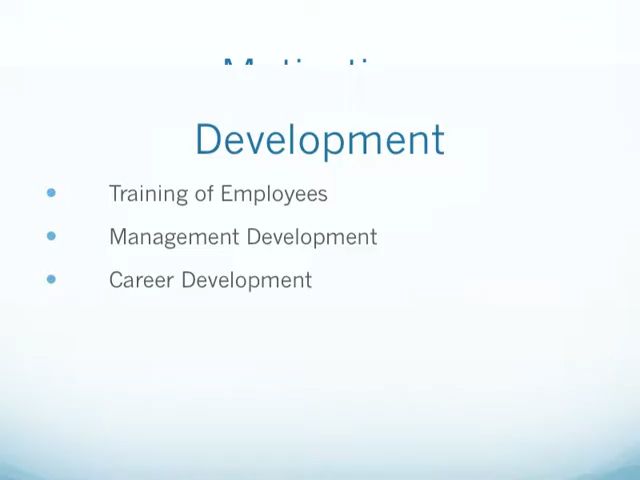 Development
• Training of Employees
• Management Development
• Career Development